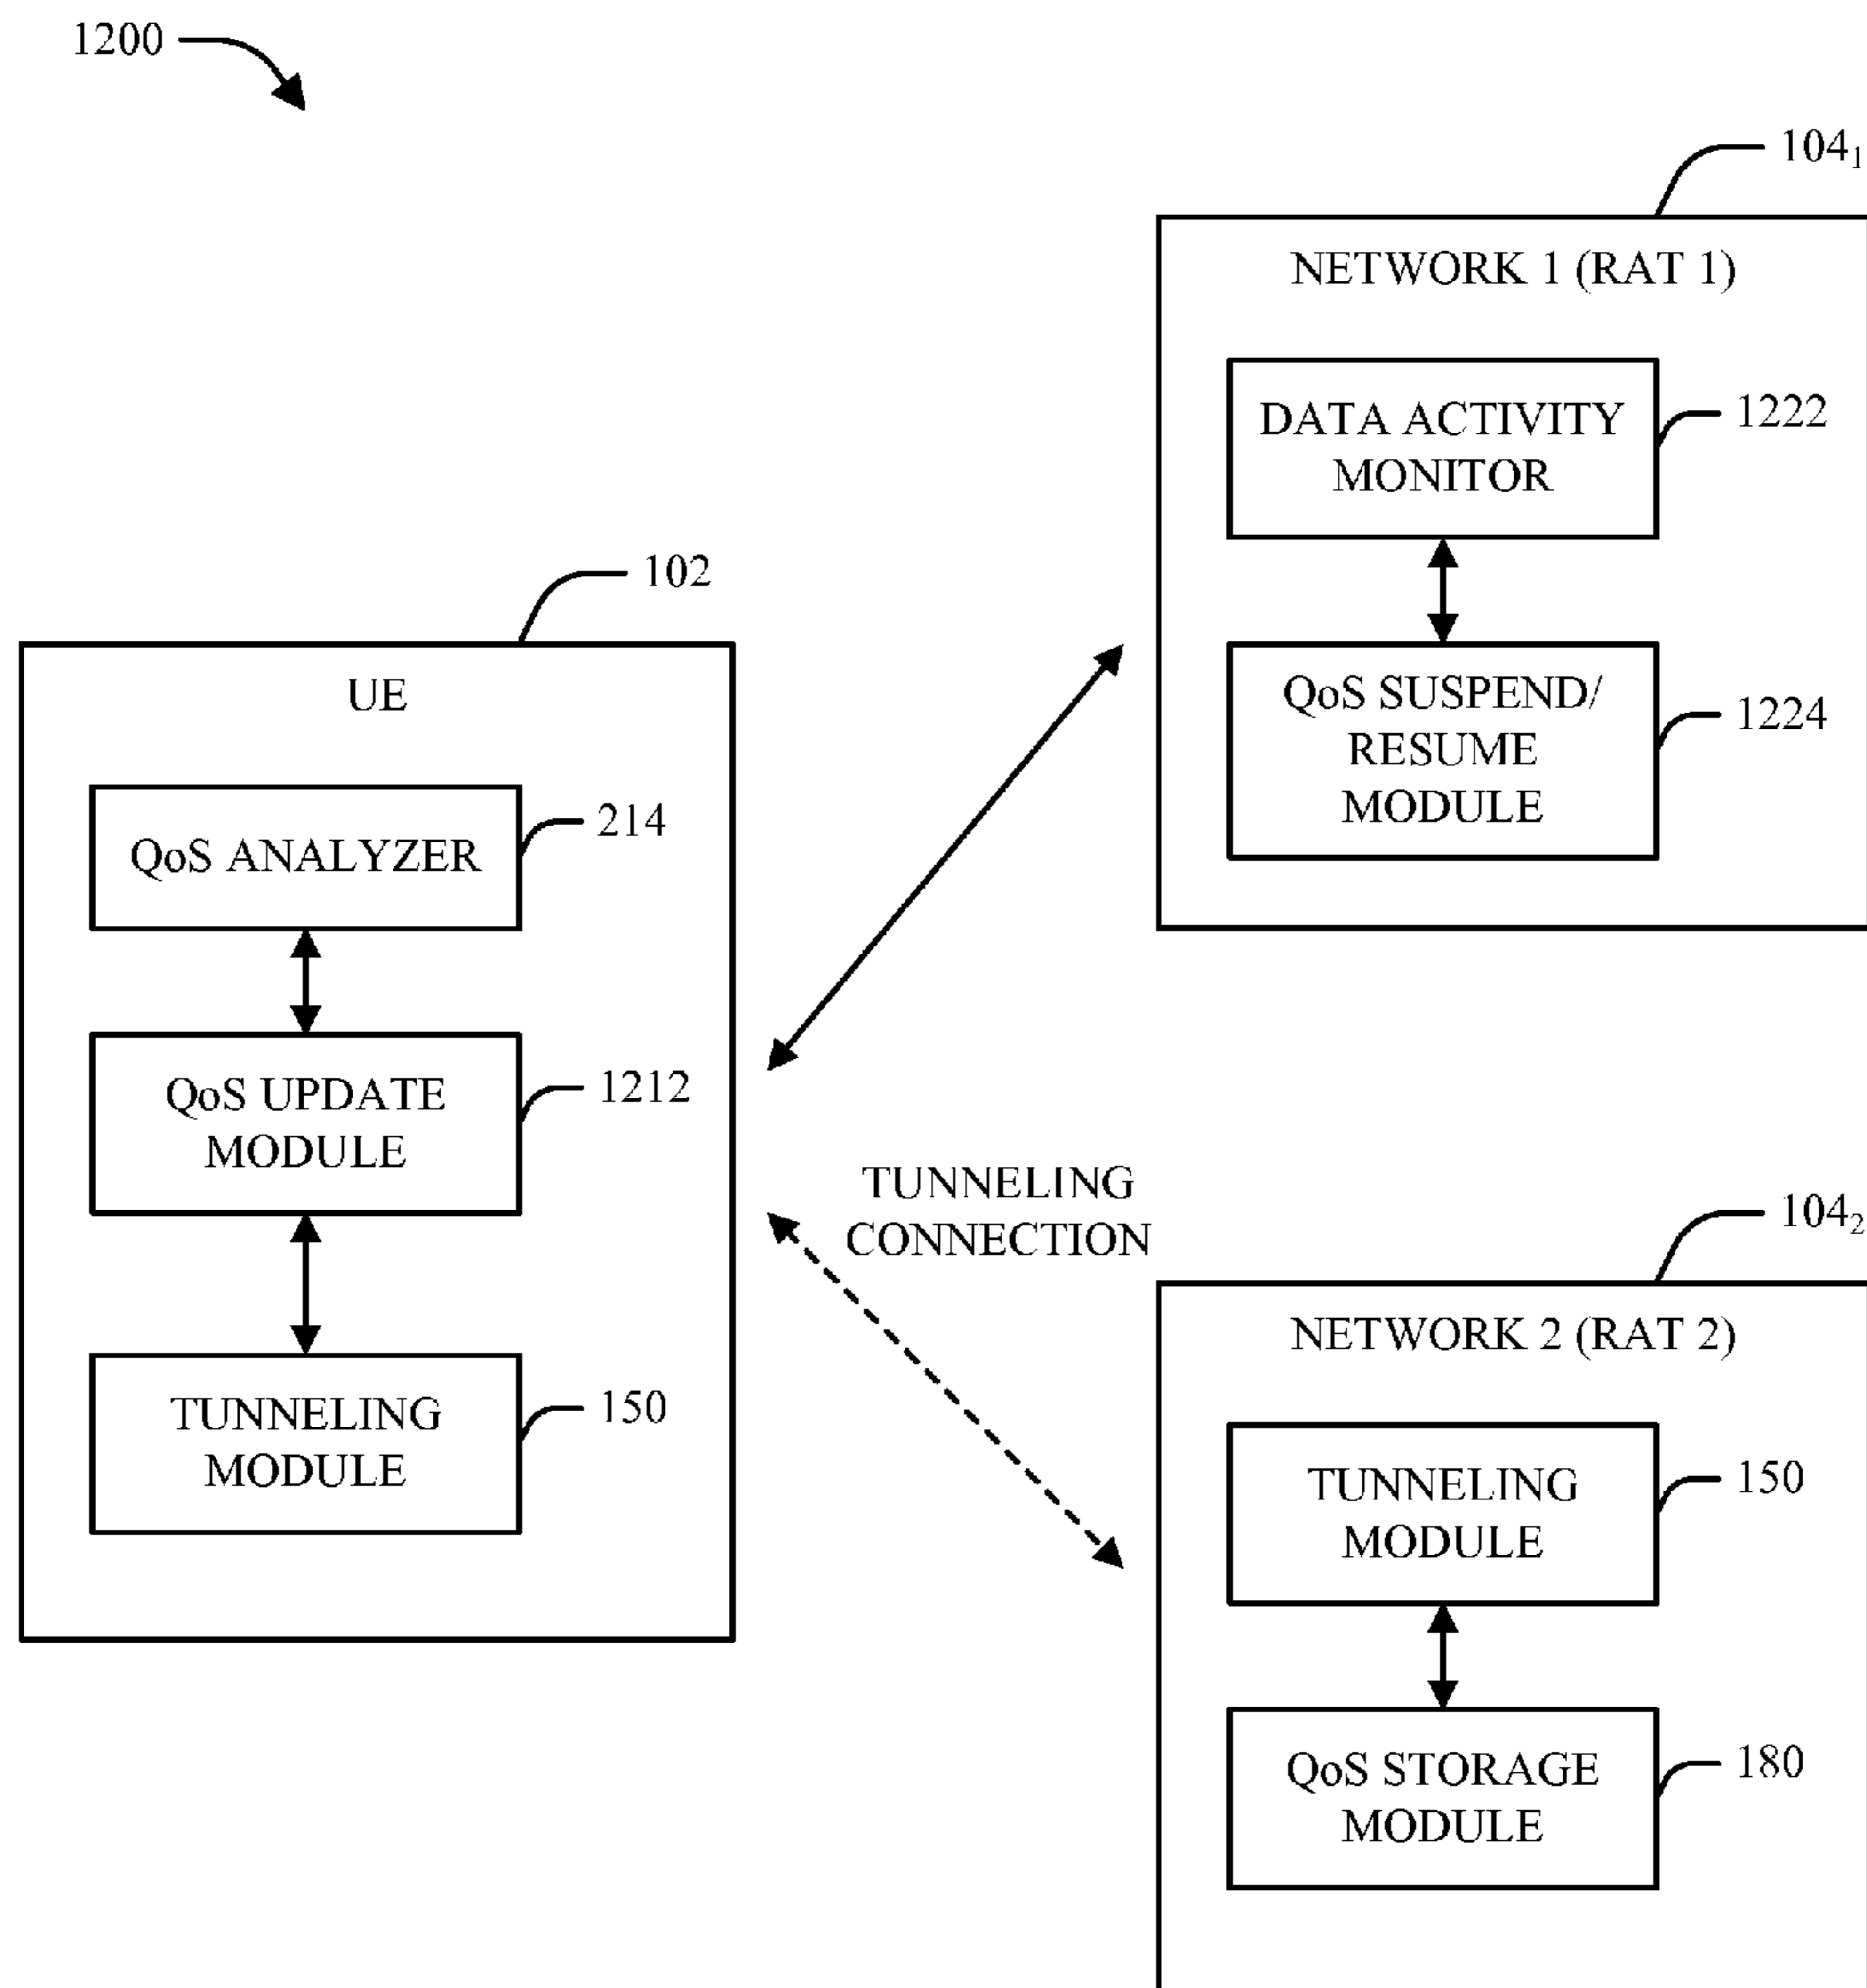 1200
104₁
NETWORK 1 (RAT 1)
DATA ACTIVITY
MONITOR
1222
QoS SUSPEND/
RESUME
MODULE
1224
102
UE
QoS ANALYZER
214
QoS UPDATE
MODULE
1212
TUNNELING
MODULE
150
TUNNELING
CONNECTION
104₂
NETWORK 2 (RAT 2)
TUNNELING
MODULE
150
QoS STORAGE
MODULE
180